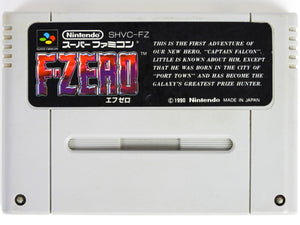 Nintendo SHVC-FZ
スーパーファミコン
F-ZERO™
エフゼロ
THIS IS THE FIRST ADVENTURE OF
OUR NEW HERO, "CAPTAIN FALCON".
LITTLE IS KNOWN ABOUT HIM, EXCEPT
THAT HE WAS BORN IN THE CITY OF
"PORT TOWN" AND HAS BECOME THE
GALAXY'S GREATEST PRIZE HUNTER.
© 1990 Nintendo MADE IN JAPAN